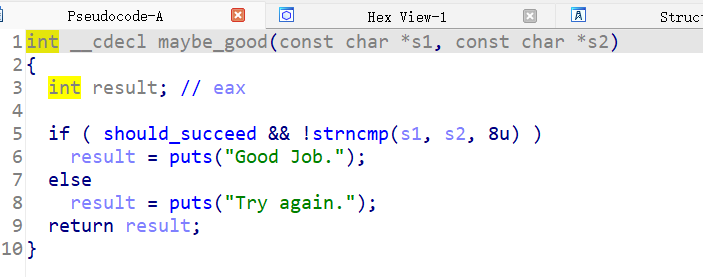 Pseudocode-A Hex View-1 A Struc
1 int __cdecl maybe_good(const char *s1, const char *s2)
2 {
3 int result; // eax
4
5 if ( should_succeed && !strncmp(s1, s2, 8u) )
6 result = puts("Good Job.");
7 else
8 result = puts("Try again.");
9 return result;
10 }